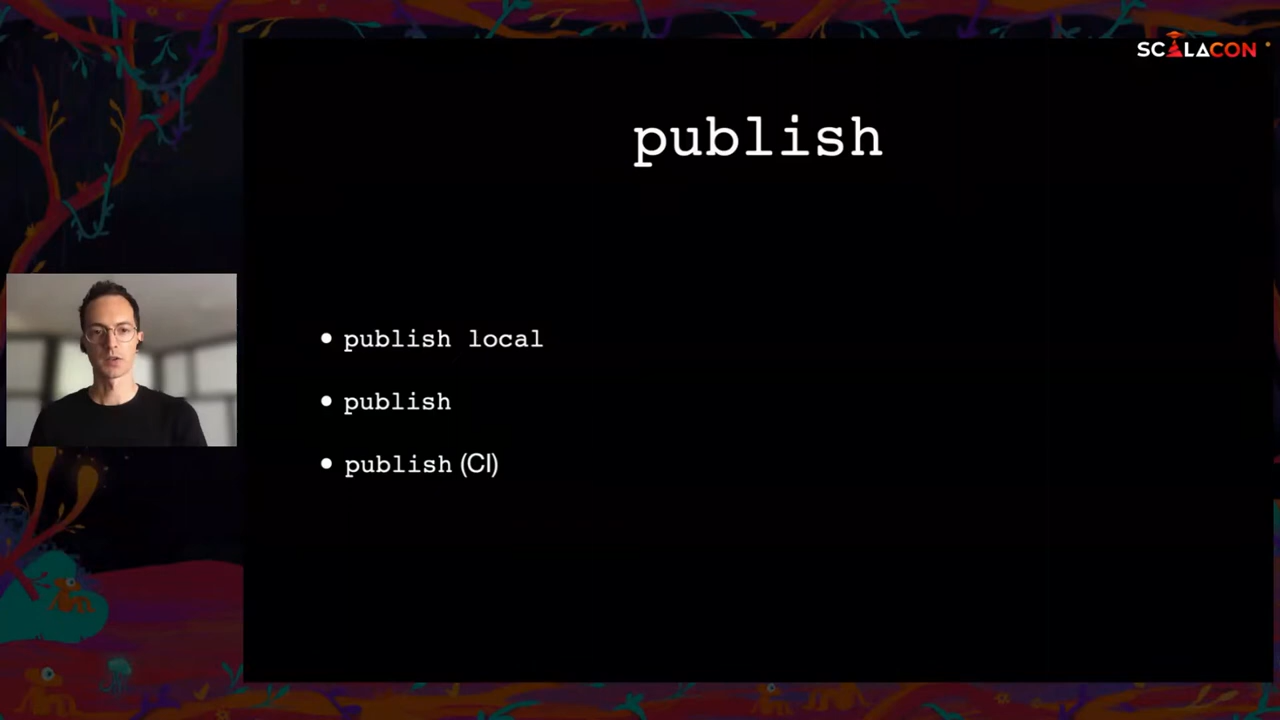 SCALACON
publish
• publish local
• publish
• publish (CI)